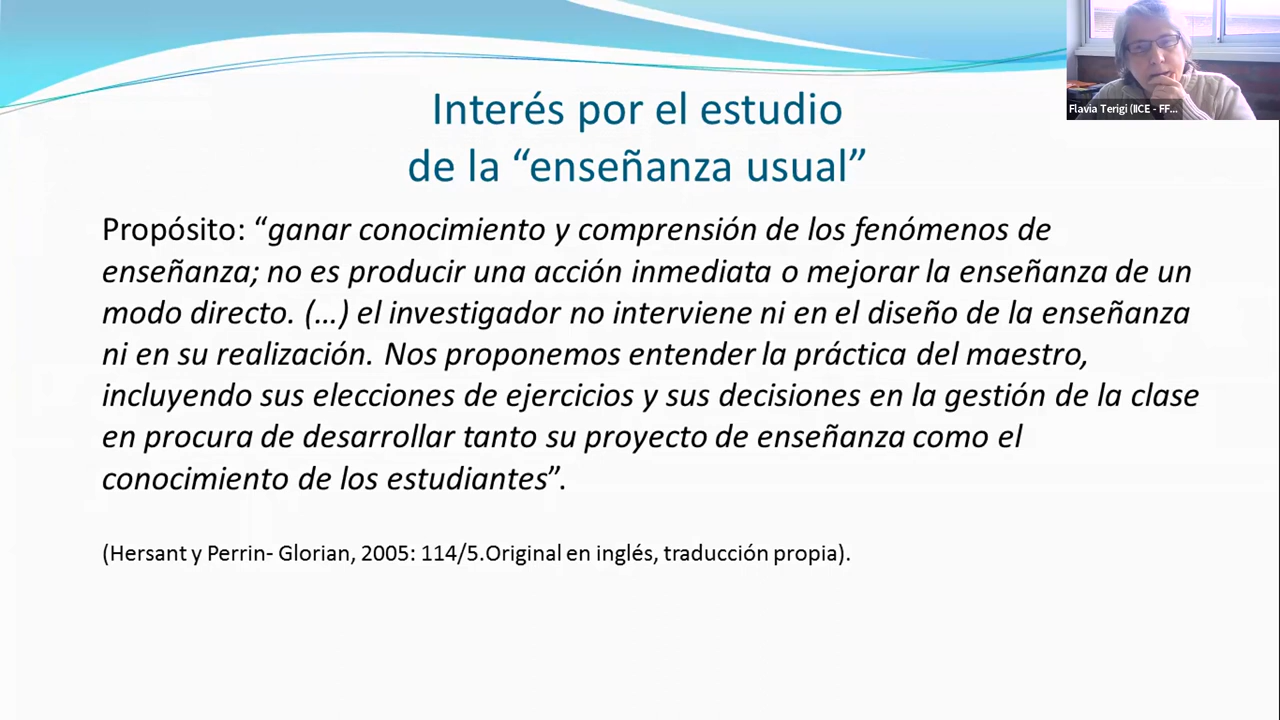 Flavia Terigi (IICE - FF...
Interés por el estudio
de la “enseñanza usual”
Propósito: “ganar conocimiento y comprensión de los fenómenos de
enseñanza; no es producir una acción inmediata o mejorar la enseñanza de un
modo directo. (...) el investigador no interviene ni en el diseño de la enseñanza
ni en su realización. Nos proponemos entender la práctica del maestro,
incluyendo sus elecciones de ejercicios y sus decisiones en la gestión de la clase
en procura de desarrollar tanto su proyecto de enseñanza como el
conocimiento de los estudiantes”.
(Hersant y Perrin- Glorian, 2005: 114/5.Original en inglés, traducción propia).